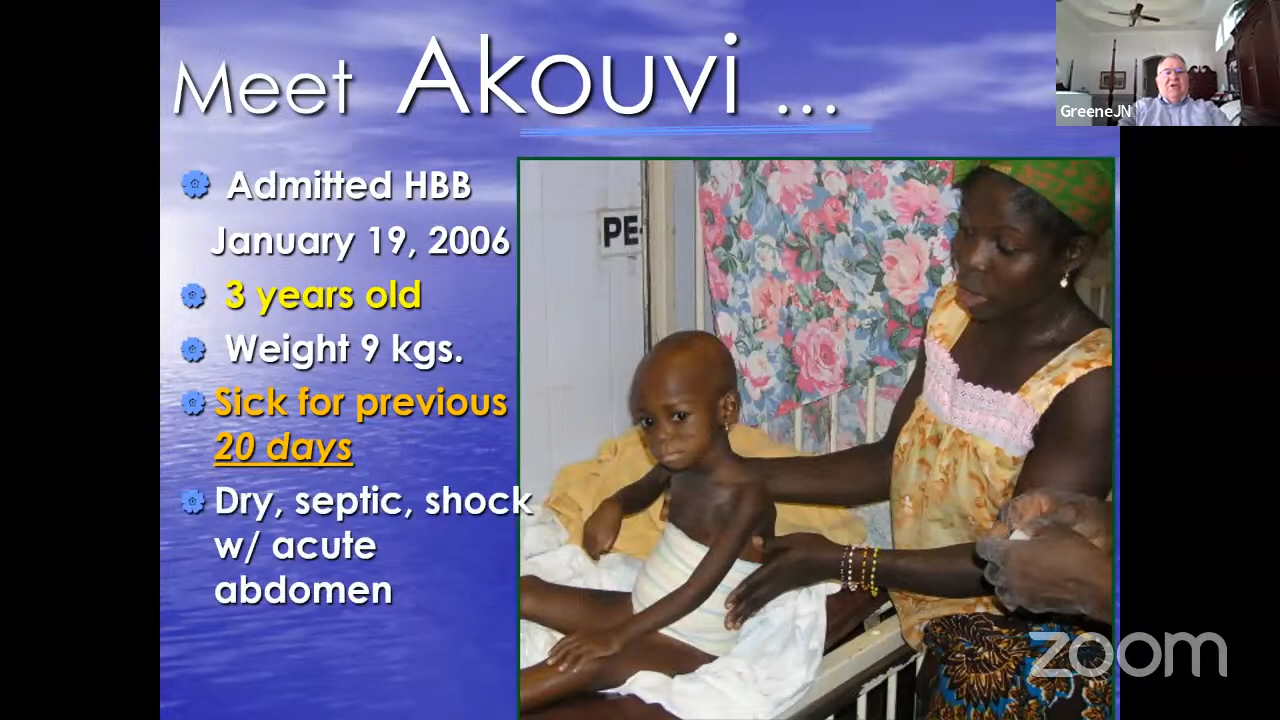 Meet Akouvi ...
GreeneJN
Admitted HBB
January 19, 2006
3 years old
Weight 9 kgs.
Sick for previous
20 days
Dry, septic, shock
w/ acute
abdomen
PE-
zoom